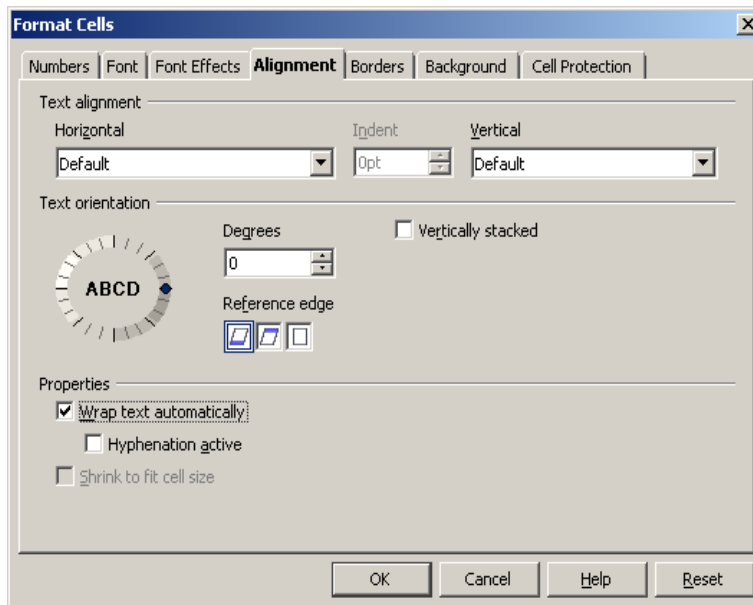 Format Cells
Numbers Font Font Effects Alignment Borders Background Cell Protection
Text alignment
Horizontal Indent Vertical
Default 0pt Default
Text orientation
Degrees Vertically stacked
0
ABCD
Reference edge
Properties
Wrap text automatically
Hyphenation active
Shrink to fit cell size
OK Cancel Help Reset